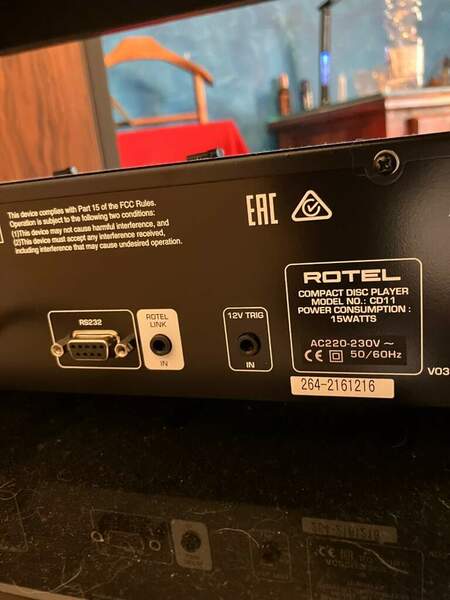 This device complies with Part 15 of the FCC Rules.
Operation is subject to the following two conditions:
(1)This device may not cause harmful interference, and
(2)This device must accept any interference received,
including interference that may cause undesired operation.
EAC
RS232
ROTEL
LINK
IN
12V TRIG
IN
ROTEL
COMPACT DISC PLAYER
MODEL NO.: CD11
POWER CONSUMPTION :
15WATTS
AC220-230V ~
CE 50/60Hz
264-2161216
V03